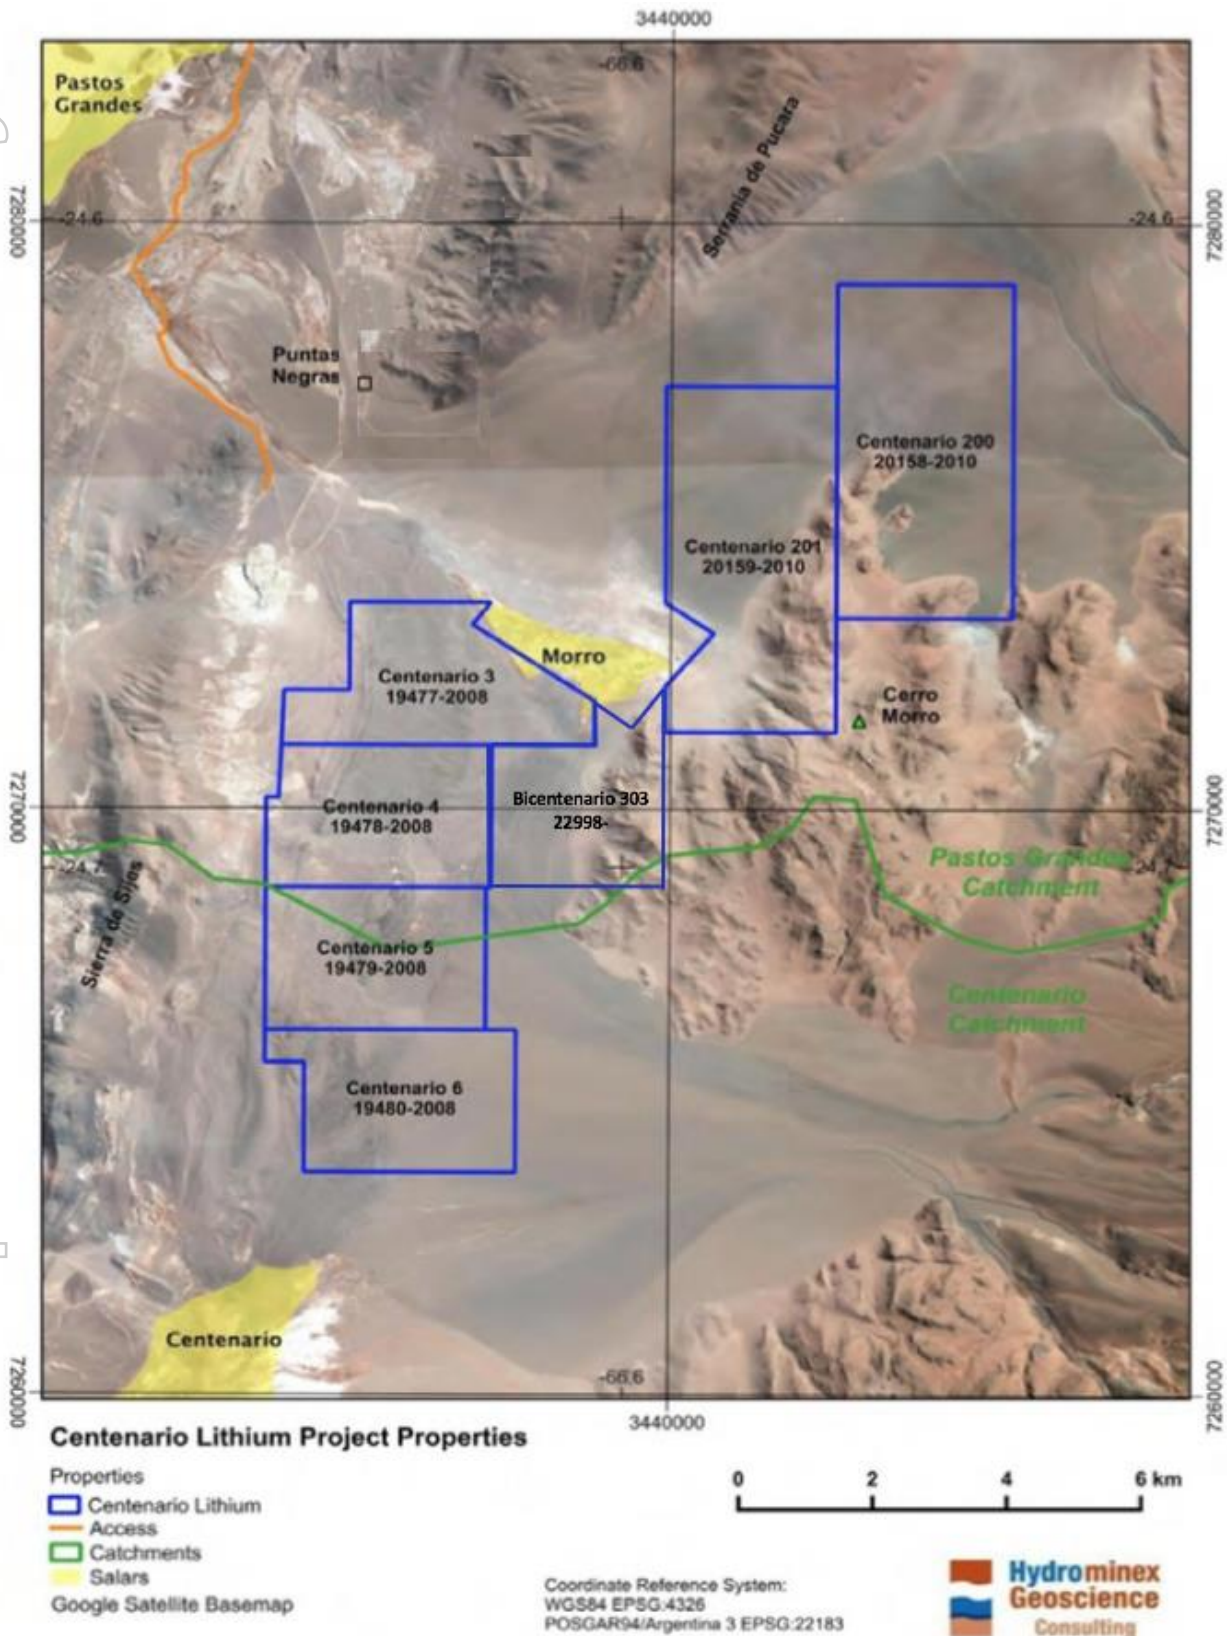 3440000
Pastos
Grandes
-66.6
Serrania de Pucara
7280000
-24.6
-24.6
7280000
Puntas
Negras
Centenario 200
20158-2010
Centenario 201
20159-2010
Morro
Centenario 3
19477-2008
Cerro
Morro
7270000
Centenario 4
19478-2008
Bicentenario 303
22998-
7270000
-24.7
Pastos Grandes
Catchment
Sierra de Sijes
Centenario 5
19479-2008
Centenario
Catchment
Centenario 6
19480-2008
Centenario
-66.6
7260000
3440000
7260000
Centenario Lithium Project Properties
Properties
Centenario Lithium
Access
Catchments
Salars
Google Satellite Basemap
0 2 4 6 km
Coordinate Reference System:
WGS84 EPSG:4326
POSGAR94/Argentina 3 EPSG:22183
Hydrominex
Geoscience
Consulting